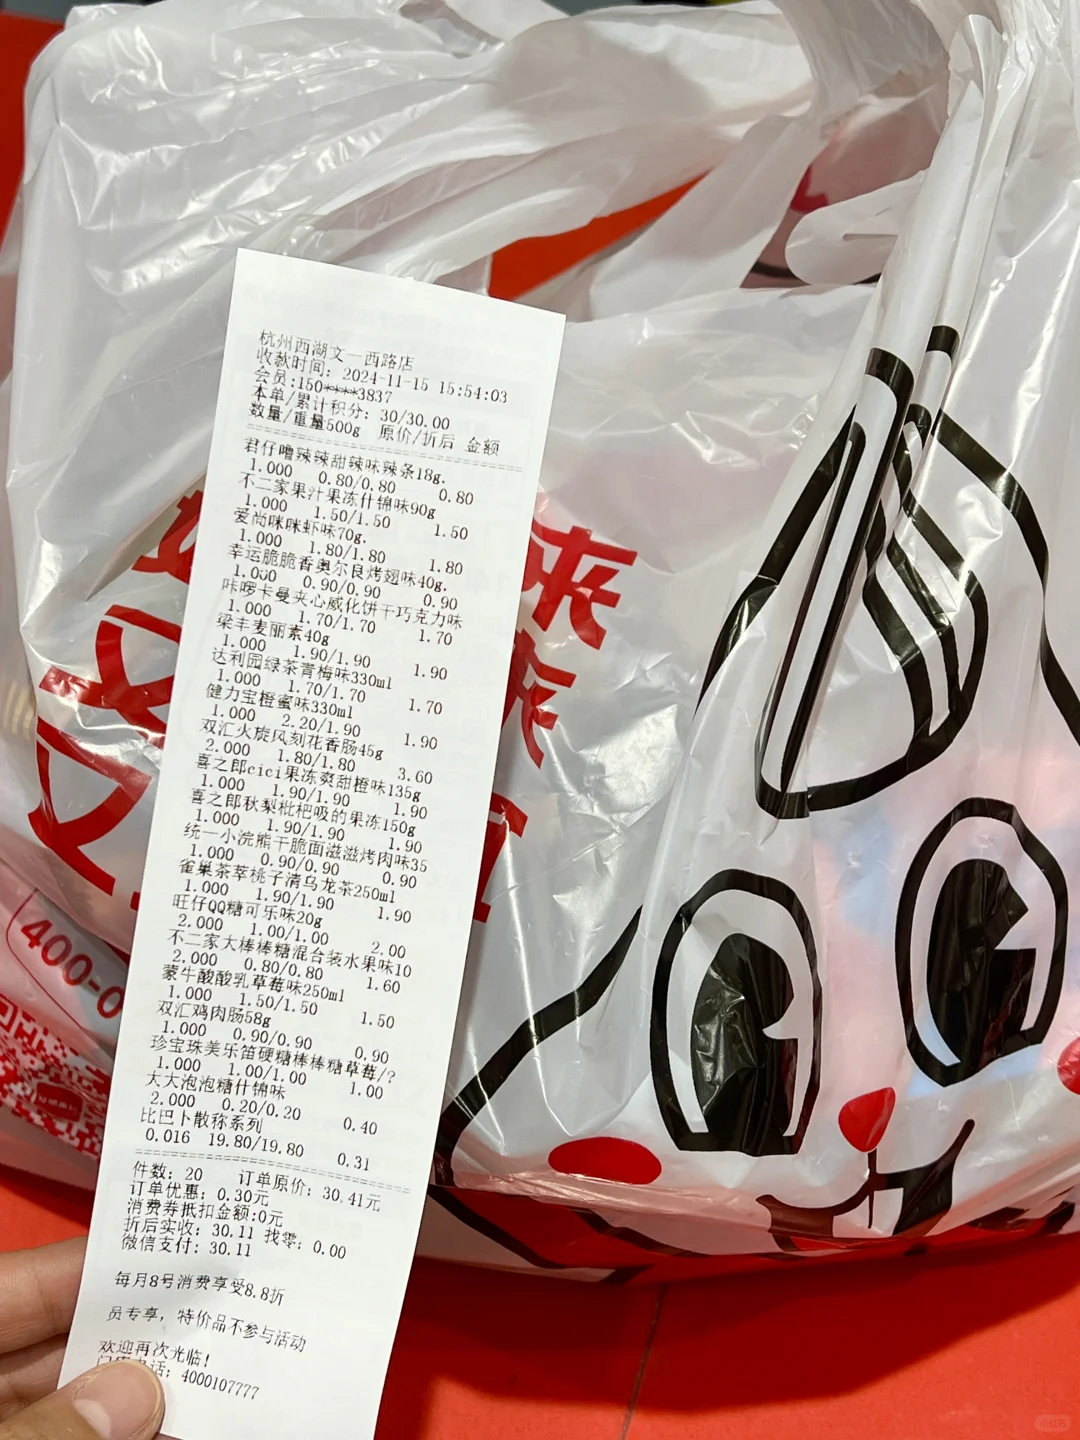 杭州西湖文一西路店
收款时间: 2024-11-15 15:54:03
会员:150****3837
本单/累计积分: 30/30.00
数量/重量500g 原价/折后 金额
君仔噜辣辣甜辣味辣条18g.
1.000 0.80/0.80 0.80
不二家果汁果冻什锦味90g
1.000 1.50/1.50 1.50
爱尚咪咪虾味70g.
1.000 1.80/1.80 1.80
幸运脆脆香奥尔良烤翅味40g.
1.000 0.90/0.90 0.90
咔啰卡曼夹心威化饼干巧克力味
1.000 1.70/1.70 1.70
梁丰麦丽素40g
1.000 1.90/1.90 1.90
达利园绿茶青梅味330ml
1.000 1.70/1.70 1.70
健力宝橙蜜味330ml
1.000 2.20/1.90 1.90
双汇火旋风刻花香肠45g
2.000 1.80/1.80 3.60
喜之郎cici果冻爽甜橙味135g
1.000 1.90/1.90 1.90
喜之郎秋梨枇杷吸的果冻150g
1.000 1.90/1.90 1.90
统一小浣熊干脆面滋滋烤肉味35
1.000 0.90/0.90 0.90
雀巢茶萃桃子清乌龙茶250ml
1.000 1.90/1.90 1.90
旺仔QQ糖可乐味20g
2.000 1.00/1.00 2.00
不二家大棒棒糖混合装水果味10
2.000 0.80/0.80 1.60
蒙牛酸酸乳草莓味250ml
1.000 1.50/1.50 1.50
双汇鸡肉肠58g
1.000 0.90/0.90 0.90
珍宝珠美乐笛硬糖棒棒糖草莓/?
1.000 1.00/1.00 1.00
大大泡泡糖什锦味
2.000 0.20/0.20 0.40
比巴卜散称系列
0.016 19.80/19.80 0.31
件数: 20 订单原价: 30.41元
订单优惠: 0.30元
消费券抵扣金额:0元
折后实收: 30.11 找零: 0.00
微信支付: 30.11
每月8号消费享受8.8折
员专享，特价品不参与活动
欢迎再次光临!
门店电话: 4000107777
来
来
又
又
400-0
小红书